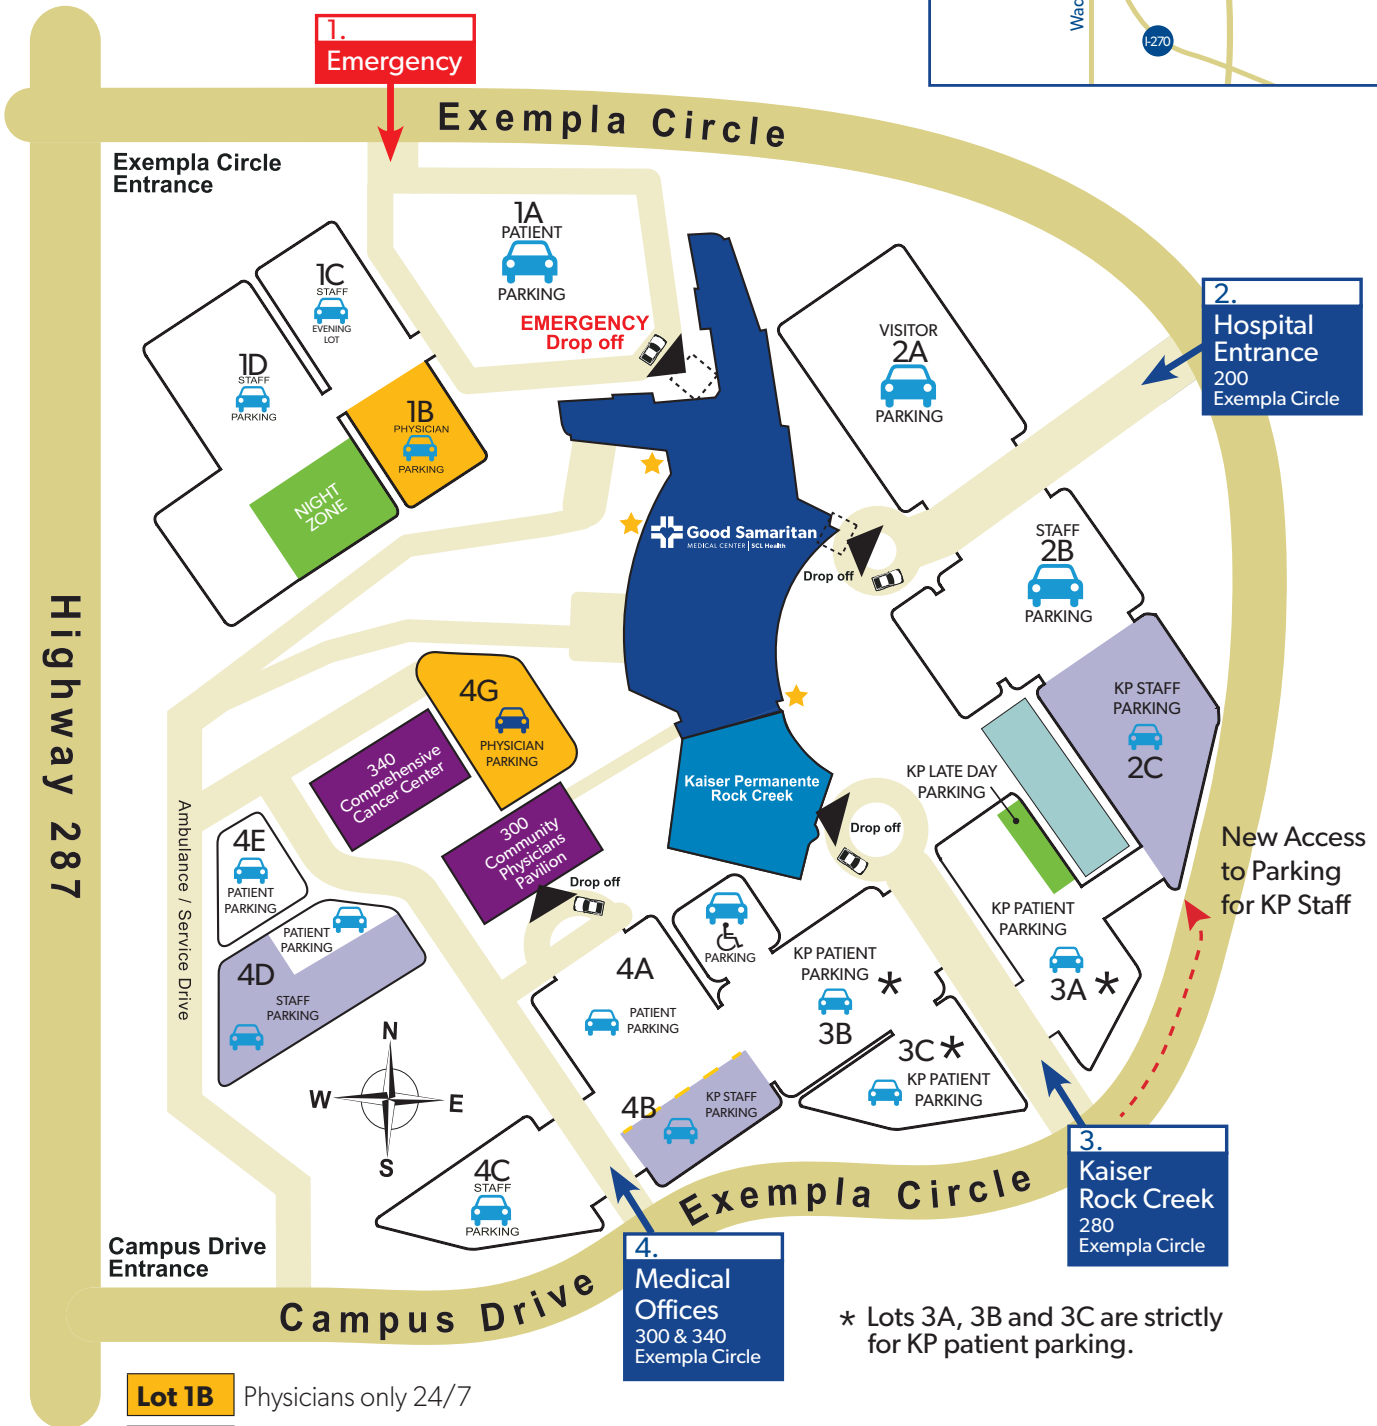 Wac
I-270
1.
Emergency
Exempla Circle
Exempla Circle
Entrance
1A
PATIENT
PARKING
EMERGENCY
Drop off
1C
STAFF
EVENING
LOT
1D
STAFF
PARKING
1B
PHYSICIAN
PARKING
NIGHT
ZONE
VISITOR
2A
PARKING
2.
Hospital
Entrance
200
Exempla Circle
Good Samaritan
MEDICAL CENTER | SCL Health
Drop off
STAFF
2B
PARKING
KP STAFF
PARKING
2C
Highway 287
4G
PHYSICIAN
PARKING
340
Comprehensive
Cancer Center
300
Community
Physicians
Pavilion
Drop off
Kaiser Permanente
Rock Creek
Drop off
KP LATE DAY
PARKING
New Access
to Parking
for KP Staff
Ambulance / Service Drive
4E
PATIENT
PARKING
PATIENT
PARKING
4D
STAFF
PARKING
PARKING
4A
PATIENT
PARKING
KP PATIENT
PARKING
*
3B
KP PATIENT
PARKING
3A *
3C *
KP PATIENT
PARKING
4B
KP STAFF
PARKING
N
W
E
S
4C
STAFF
PARKING
Exempla Circle
3.
Kaiser
Rock Creek
280
Exempla Circle
Campus Drive
Entrance
Campus Drive
4.
Medical
Offices
300 & 340
Exempla Circle
* Lots 3A, 3B and 3C are strictly
for KP patient parking.
Lot 1B Physicians only 24/7